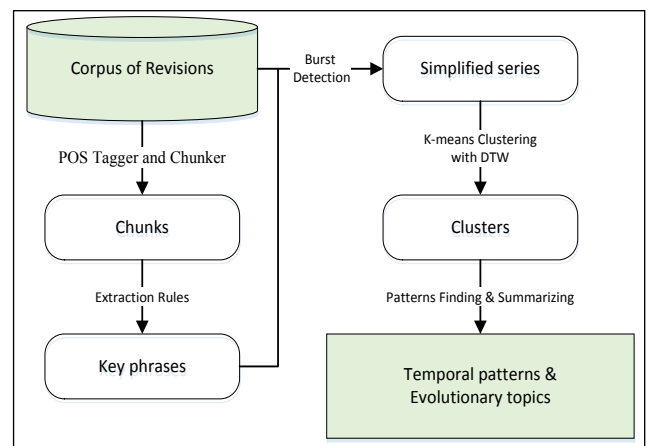 Corpus of Revisions
POS Tagger and Chunker
Chunks
Extraction Rules
Key phrases
Burst
Detection
Simplified series
K-means Clustering
with DTW
Clusters
Patterns Finding & Summarizing
Temporal patterns &
Evolutionary topics